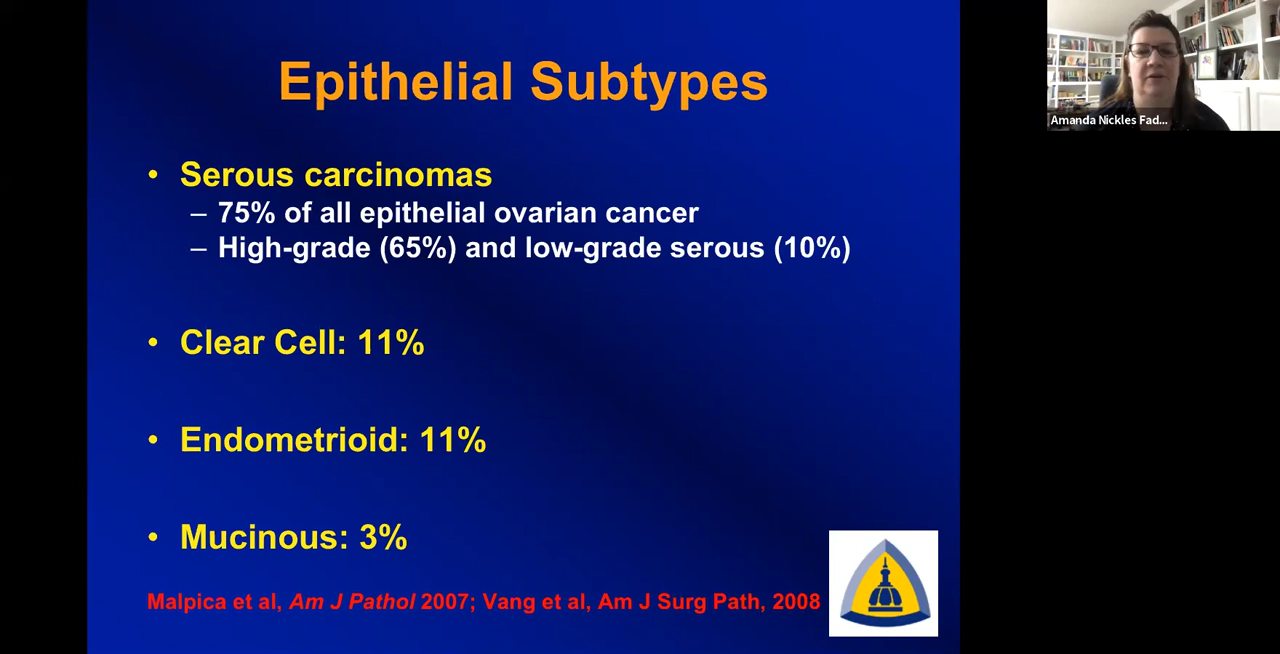 Epithelial Subtypes
• Serous carcinomas
– 75% of all epithelial ovarian cancer
– High-grade (65%) and low-grade serous (10%)
• Clear Cell: 11%
• Endometrioid: 11%
• Mucinous: 3%
Malpica et al, Am J Pathol 2007; Vang et al, Am J Surg Path, 2008
Amanda Nickles Fad...